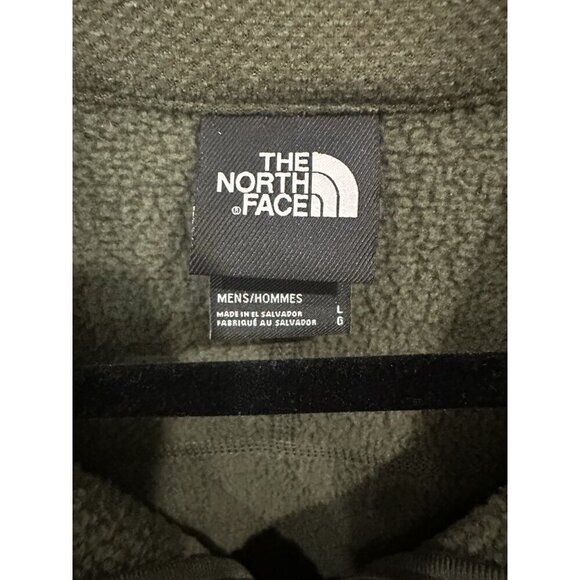 THE
NORTH
® FACE
MENS/HOMMES
MADE IN EL SALVADOR
FABRIQUÉ AU SALVADOR
L
G